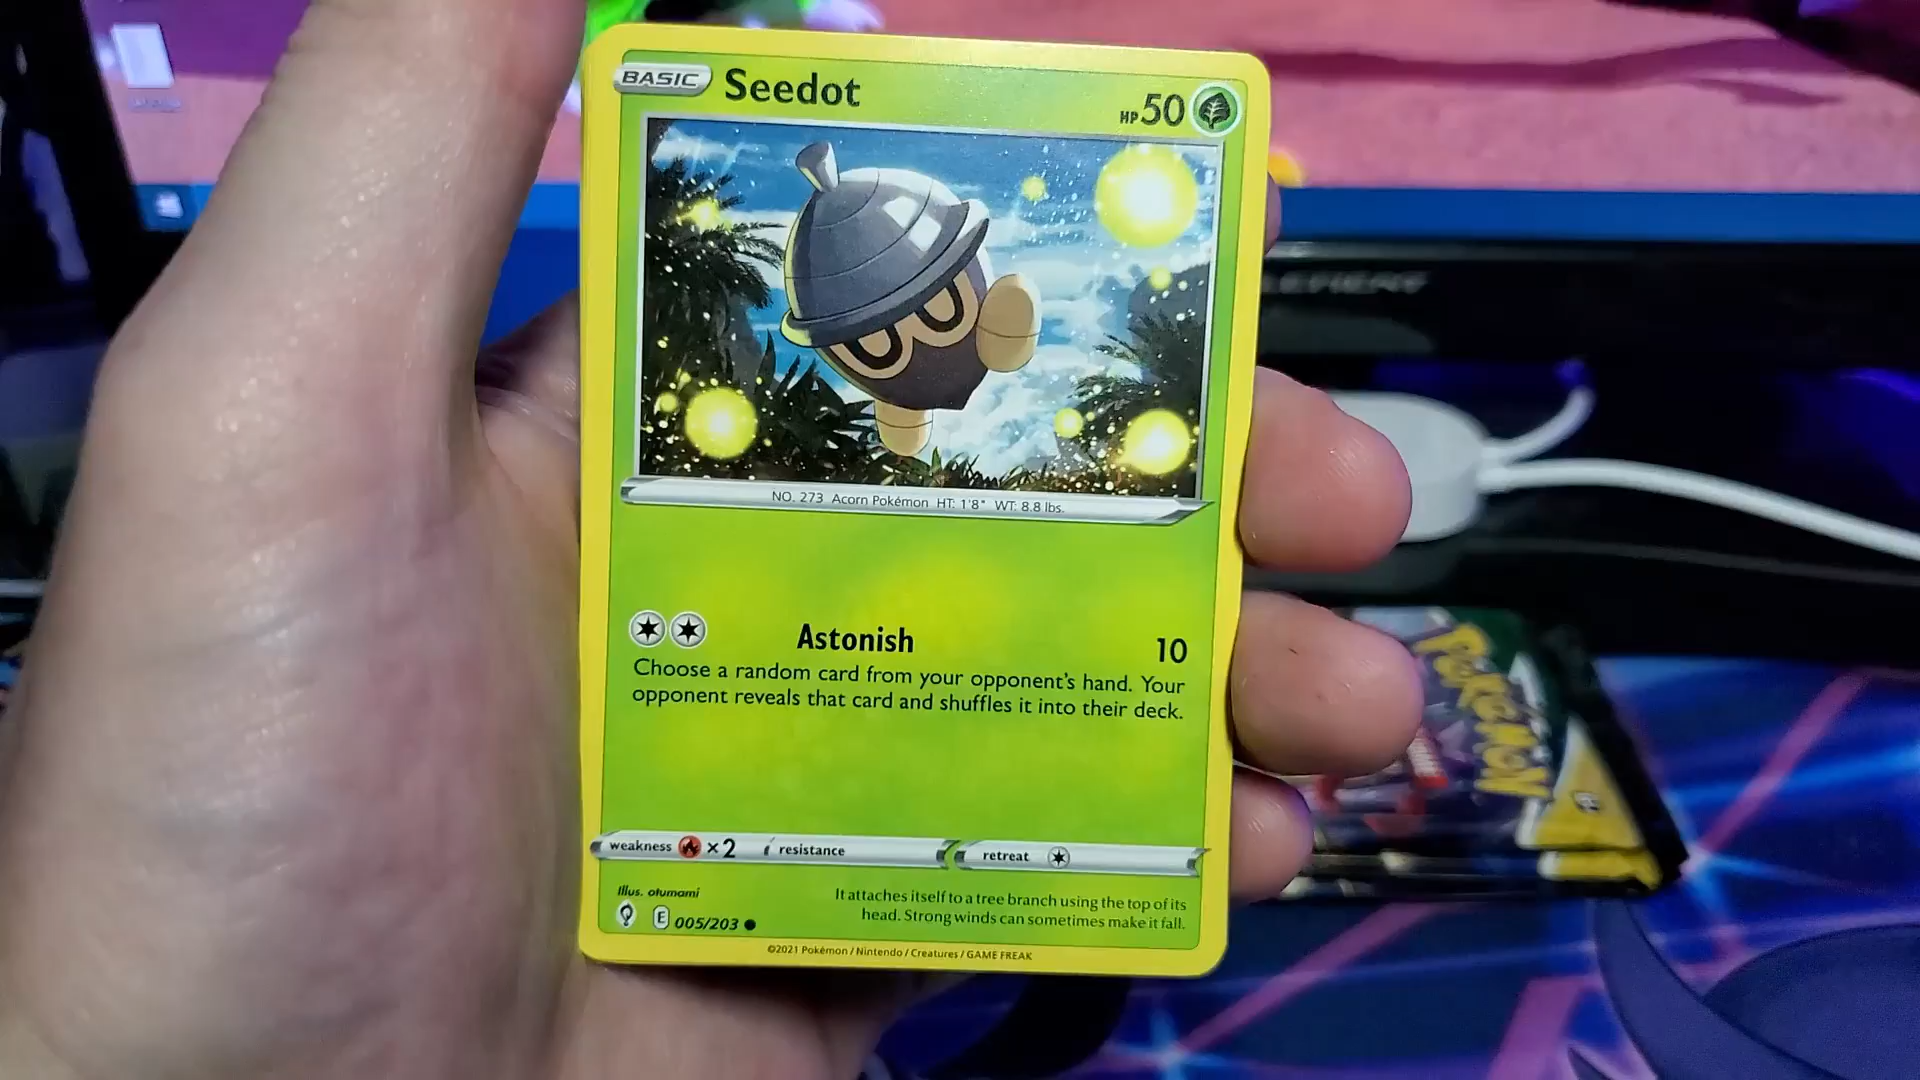 BASIC Seedot HP 50
NO. 273 Acorn Pokémon HT: 1'8" WT: 8.8 lbs.
Astonish 10
Choose a random card from your opponent's hand. Your
opponent reveals that card and shuffles it into their deck.
weakness ×2 resistance retreat
Illus. otumami
It attaches itself to a tree branch using the top of its
head. Strong winds can sometimes make it fall.
E 005/203
©2021 Pokémon / Nintendo / Creatures / GAME FREAK
Pokémon
Pokémon